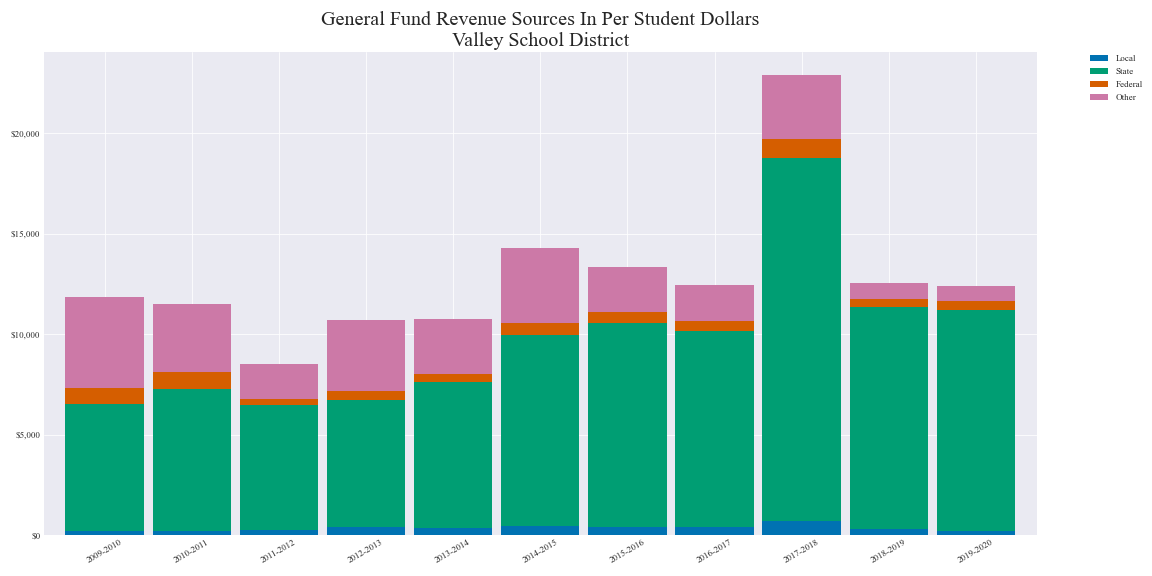 General Fund Revenue Sources In Per Student Dollars
Valley School District
Local
State
Federal
Other
$20,000
$15,000
$10,000
$5,000
$0
2009-2010
2010-2011
2011-2012
2012-2013
2013-2014
2014-2015
2015-2016
2016-2017
2017-2018
2018-2019
2019-2020